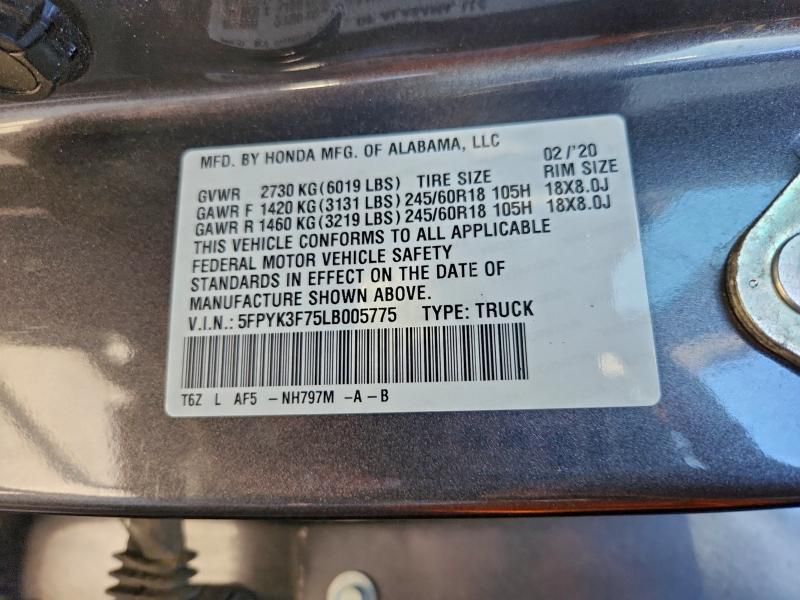 MFD. BY HONDA MFG. OF ALABAMA, LLC 02/'20
GVWR 2730 KG(6019 LBS) TIRE SIZE RIM SIZE
GAWR F 1420 KG(3131 LBS) 245/60R18 105H 18X8.0J
GAWR R 1460 KG(3219 LBS) 245/60R18 105H 18X8.0J
THIS VEHICLE CONFORMS TO ALL APPLICABLE
FEDERAL MOTOR VEHICLE SAFETY
STANDARDS IN EFFECT ON THE DATE OF
MANUFACTURE SHOWN ABOVE.
V.I.N.: 5FPYK3F75LB005775 TYPE: TRUCK
T6Z L AF5 -NH797M -A-B